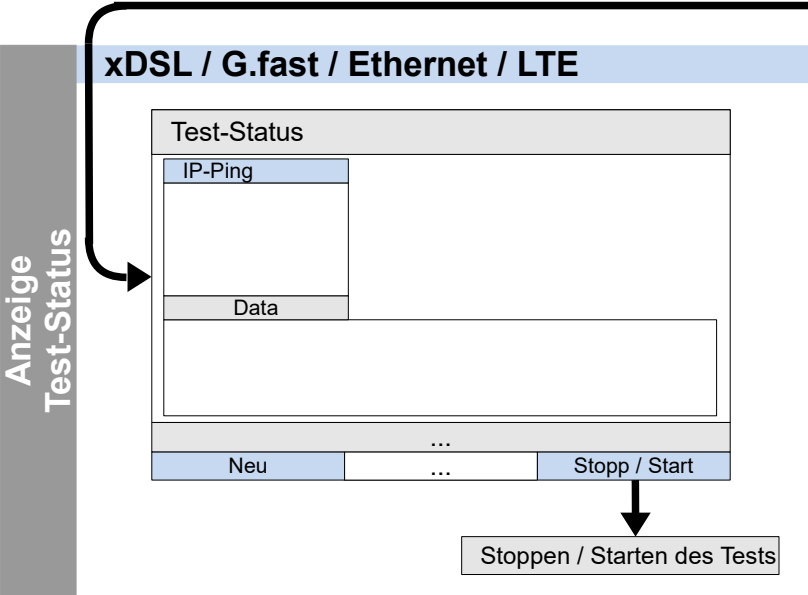 xDSL / G.fast / Ethernet / LTE
Anzeige
Test-Status
Test-Status
IP-Ping
Data
...
Neu
...
Stopp / Start
Stoppen / Starten des Tests